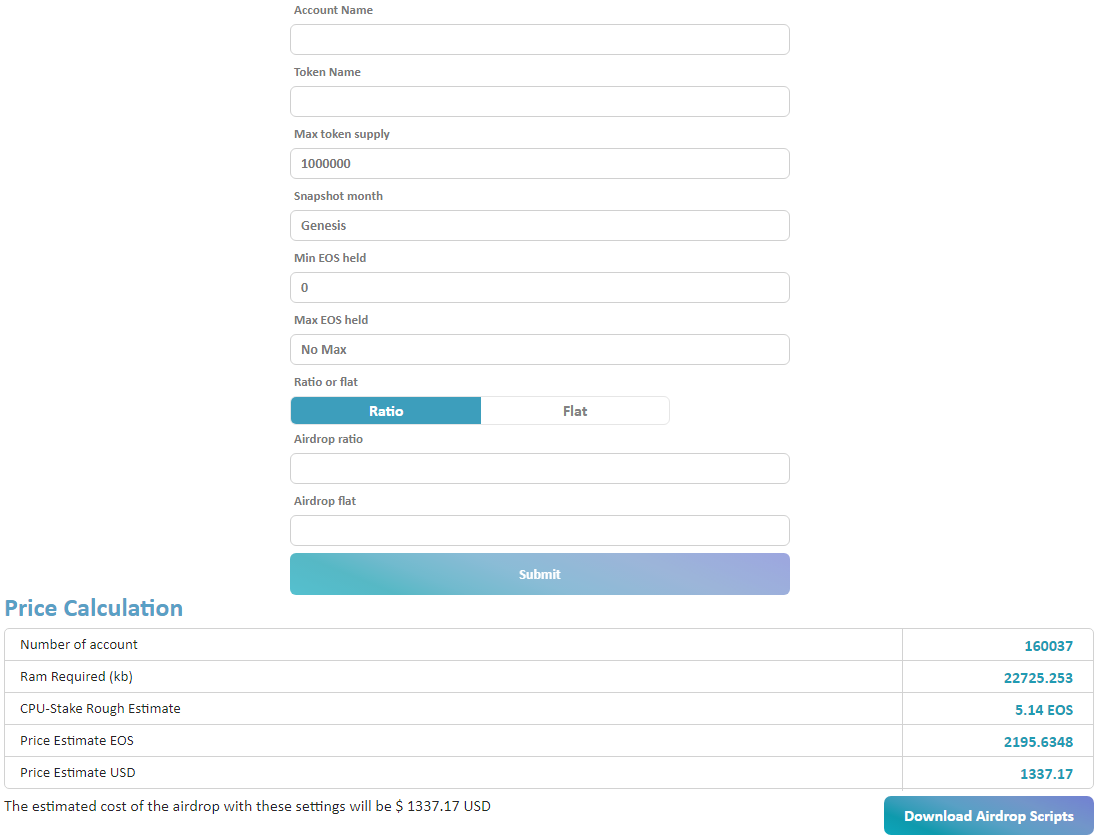 Account Name
Token Name
Max token supply
1000000
Snapshot month
Genesis
Min EOS held
0
Max EOS held
No Max
Ratio or flat
Ratio Flat
Airdrop ratio
Airdrop flat
Submit
Price Calculation
Number of account 160037
Ram Required (kb) 22725.253
CPU-Stake Rough Estimate 5.14 EOS
Price Estimate EOS 2195.6348
Price Estimate USD 1337.17
The estimated cost of the airdrop with these settings will be $ 1337.17 USD
Download Airdrop Scripts